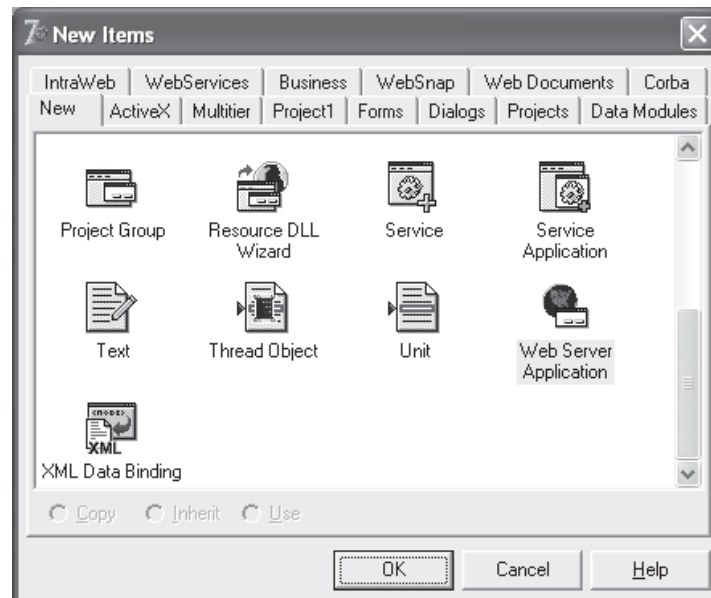 7 New Items
IntraWeb WebServices Business WebSnap Web Documents Corba
New ActiveX Multitier Project1 Forms Dialogs Projects Data Modules
Project Group Resource DLL Service Service
Wizard Application
Text Thread Object Unit Web Server
Application
<NODE>
XML
XML Data Binding
Copy Inherit Use
OK Cancel Help